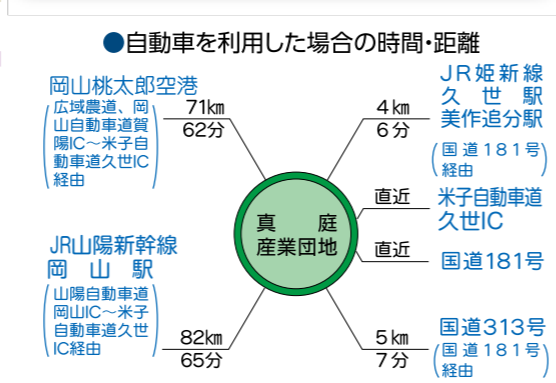 ●自動車を利用した場合の時間・距離
岡山桃太郎空港
(広域農道、岡
山自動車道賀
陽IC～米子自
動車道久世IC
経由)
71km
62分
JR姫新線
久世駅
美作追分駅
(国道181号
経由)
4km
6分
真庭
産業団地
直近
米子自動車道
久世IC
直近
国道181号
JR山陽新幹線
岡山駅
(山陽自動車道
岡山IC～米子
自動車道久世
IC経由)
82km
65分
国道313号
(国道181号
経由)
5km
7分